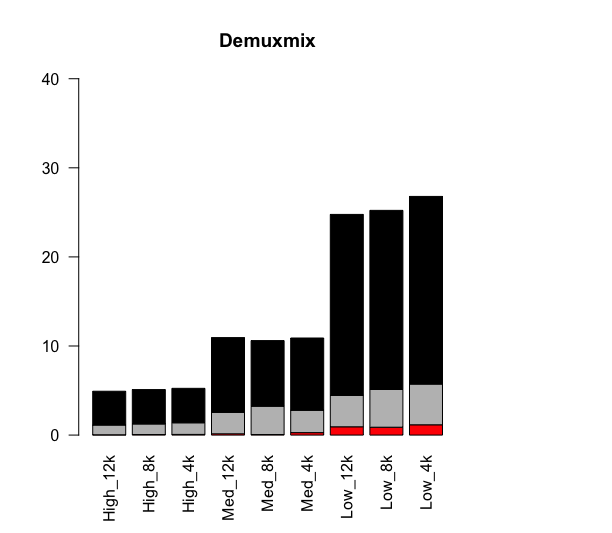 Demuxmix
40
30
20
10
0
High_12k
High_8k
High_4k
Med_12k
Med_8k
Med_4k
Low_12k
Low_8k
Low_4k